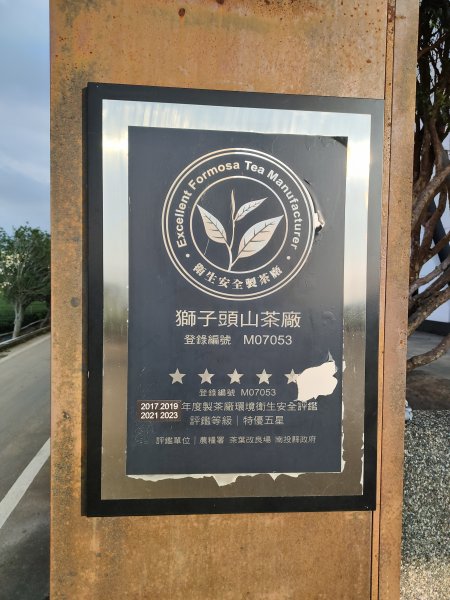 Excellent Formosa Tea Manufacturer
衛生安全製茶廠
獅子頭山茶廠
登錄編號 M07053
登錄編號 M07053
2017 2019 年度製茶廠環境衛生安全評鑑
2021 2023 評鑑等級｜特優五星
評鑑單位｜農糧署 茶葉改良場 南投縣政府